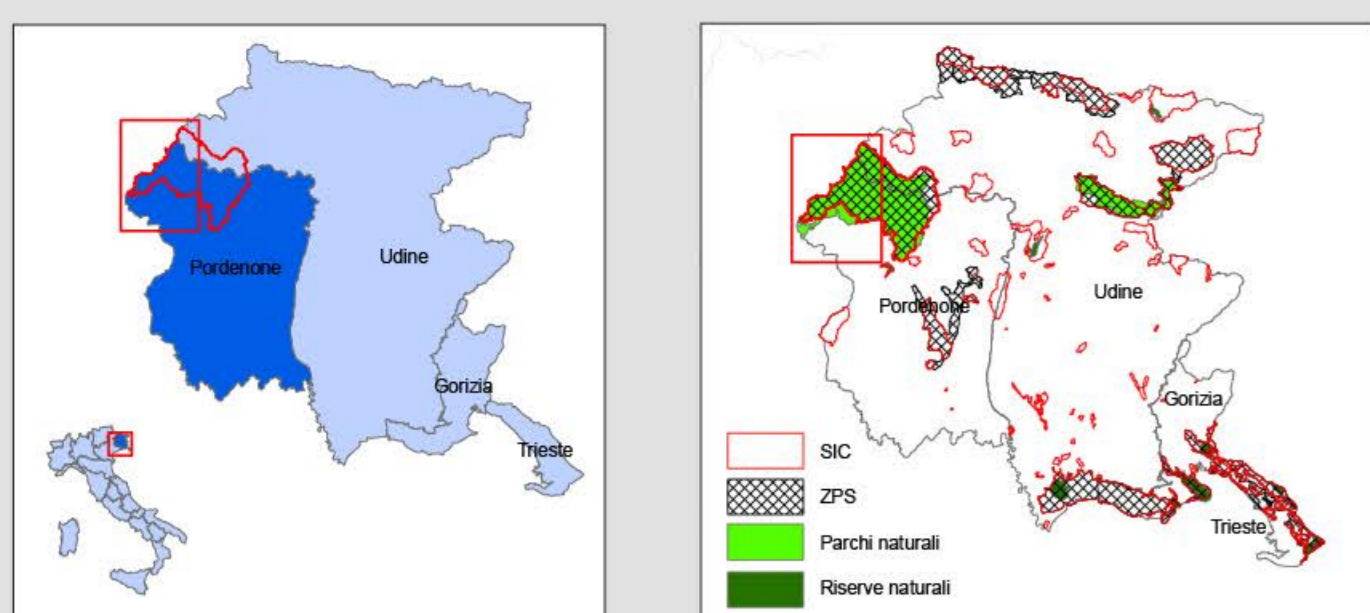 Udine
Pordenone
Gorizia
Trieste
Udine
Pordenone
Gorizia
SIC
ZPS
Trieste
Parchi naturali
Riserve naturali